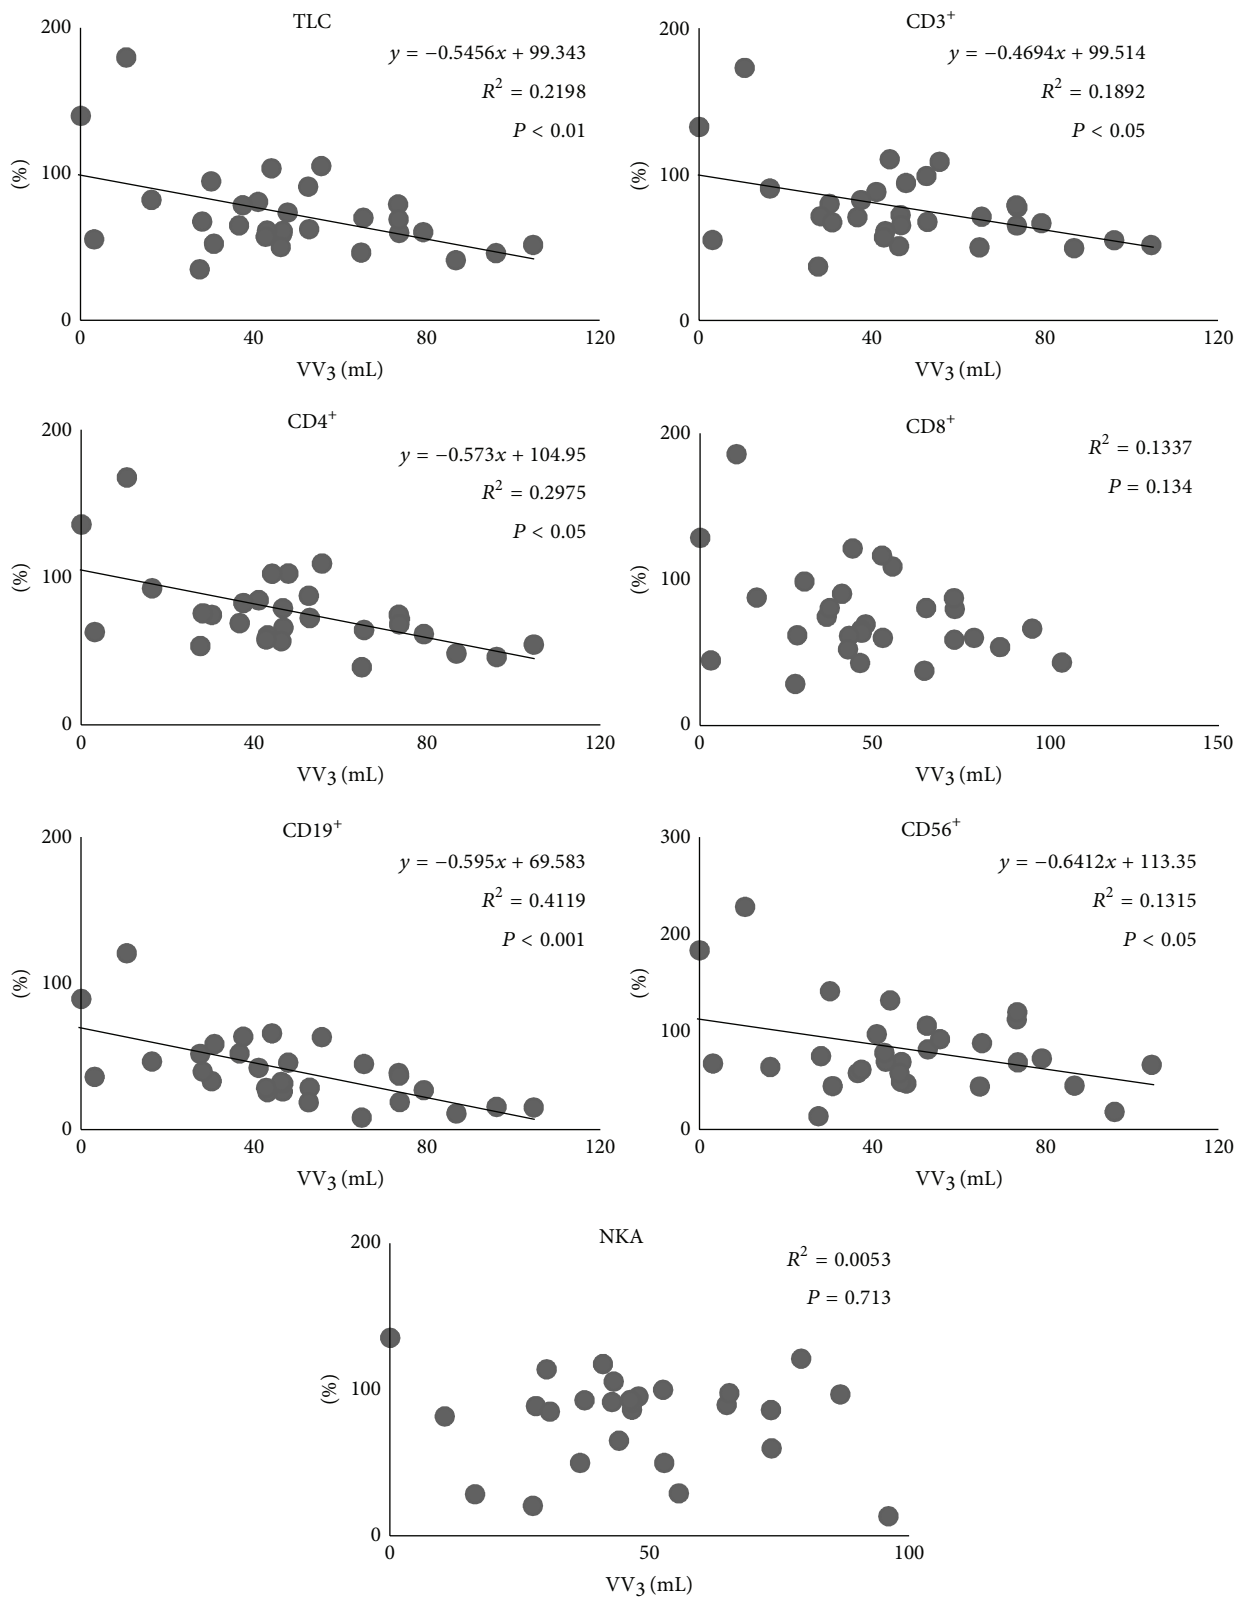 TLC
200
100
0
(%)
y = −0.5456x + 99.343
R² = 0.2198
P < 0.01
0 40 80 120
VV₃ (mL)
CD3⁺
200
100
0
(%)
y = −0.4694x + 99.514
R² = 0.1892
P < 0.05
0 40 80 120
VV₃ (mL)
CD4⁺
200
100
0
(%)
y = −0.573x + 104.95
R² = 0.2975
P < 0.05
0 40 80 120
VV₃ (mL)
CD8⁺
200
100
0
(%)
R² = 0.1337
P = 0.134
0 50 100 150
VV₃ (mL)
CD19⁺
200
100
0
(%)
y = −0.595x + 69.583
R² = 0.4119
P < 0.001
0 40 80 120
VV₃ (mL)
CD56⁺
300
200
100
0
(%)
y = −0.6412x + 113.35
R² = 0.1315
P < 0.05
0 40 80 120
VV₃ (mL)
NKA
200
100
0
(%)
R² = 0.0053
P = 0.713
0 50 100
VV₃ (mL)